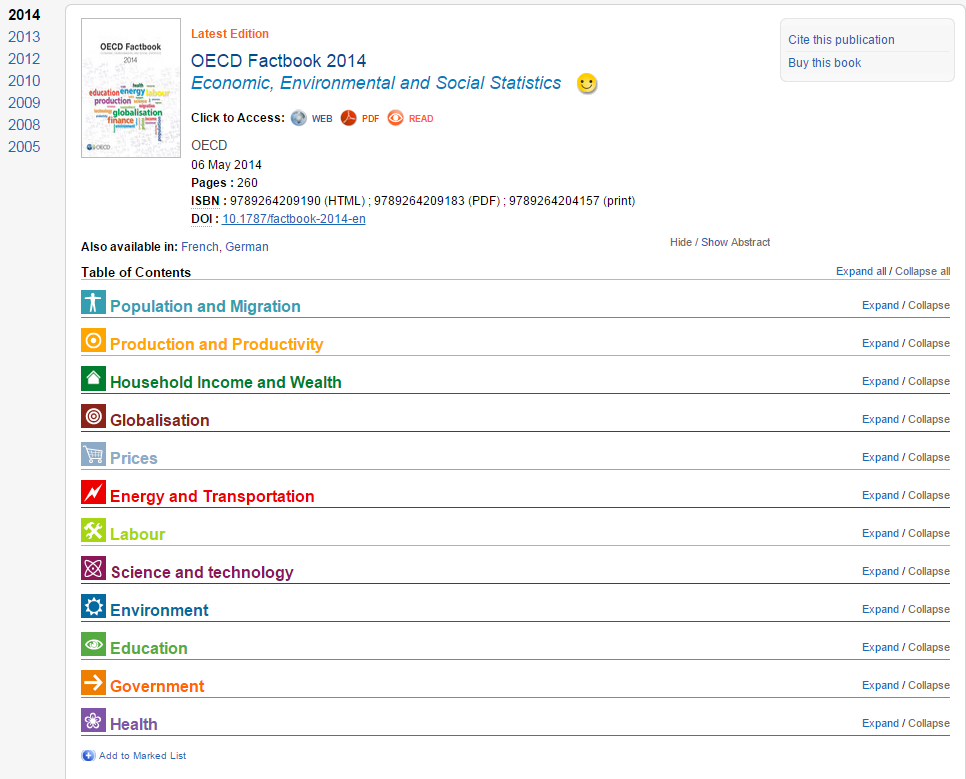 2014
2013
2012
2010
2009
2008
2005
OECD Factbook
2014
education energy labour
health
production
globalisation
finance
environment
population
OECD
Latest Edition
OECD Factbook 2014
Economic, Environmental and Social Statistics
Click to Access: WEB PDF READ
OECD
06 May 2014
Pages : 260
ISBN : 9789264209190 (HTML) ; 9789264209183 (PDF) ; 9789264204157 (print)
DOI : 10.1787/factbook-2014-en
Cite this publication
Buy this book
Also available in: French, German
Hide / Show Abstract
Table of Contents
Expand all / Collapse all
Population and Migration
Expand / Collapse
Production and Productivity
Expand / Collapse
Household Income and Wealth
Expand / Collapse
Globalisation
Expand / Collapse
Prices
Expand / Collapse
Energy and Transportation
Expand / Collapse
Labour
Expand / Collapse
Science and technology
Expand / Collapse
Environment
Expand / Collapse
Education
Expand / Collapse
Government
Expand / Collapse
Health
Expand / Collapse
Add to Marked List